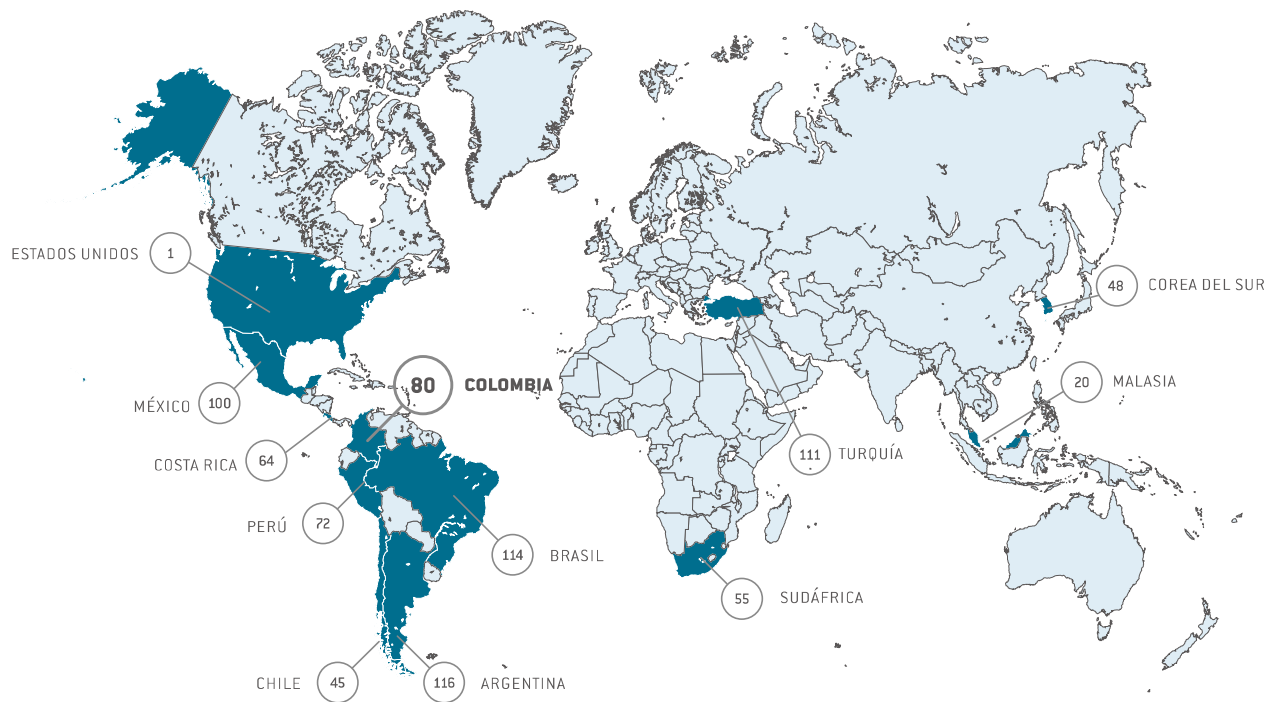 ESTADOS UNIDOS 1
48 COREA DEL SUR
80 COLOMBIA
20 MALASIA
MÉXICO 100
111 TURQUÍA
COSTA RICA 64
PERÚ 72
114 BRASIL
55 SUDÁFRICA
CHILE 45
116 ARGENTINA